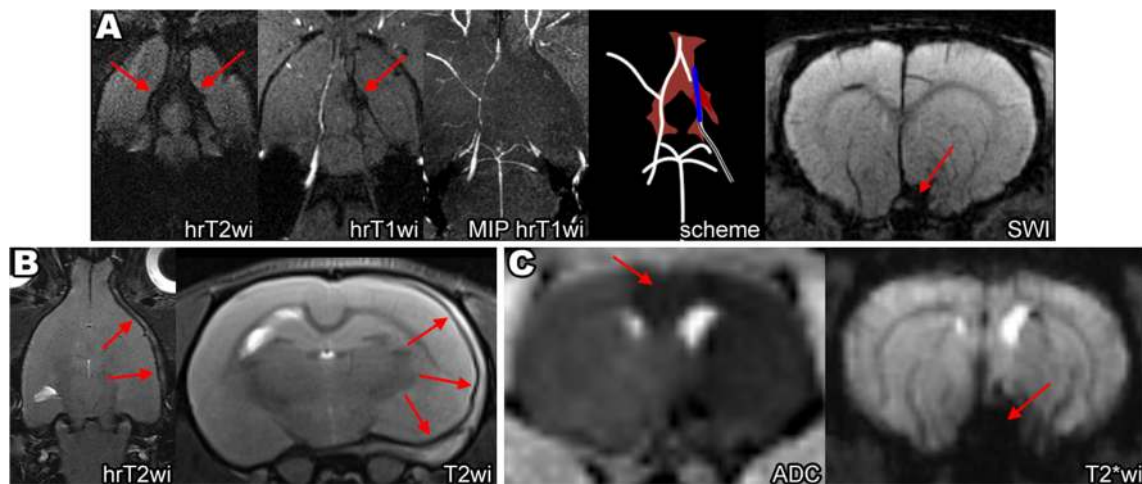 A
hrT2wi
hrT1wi
MIP hrT1wi
scheme
SWI
B
hrT2wi
T2wi
C
ADC
T2*wi